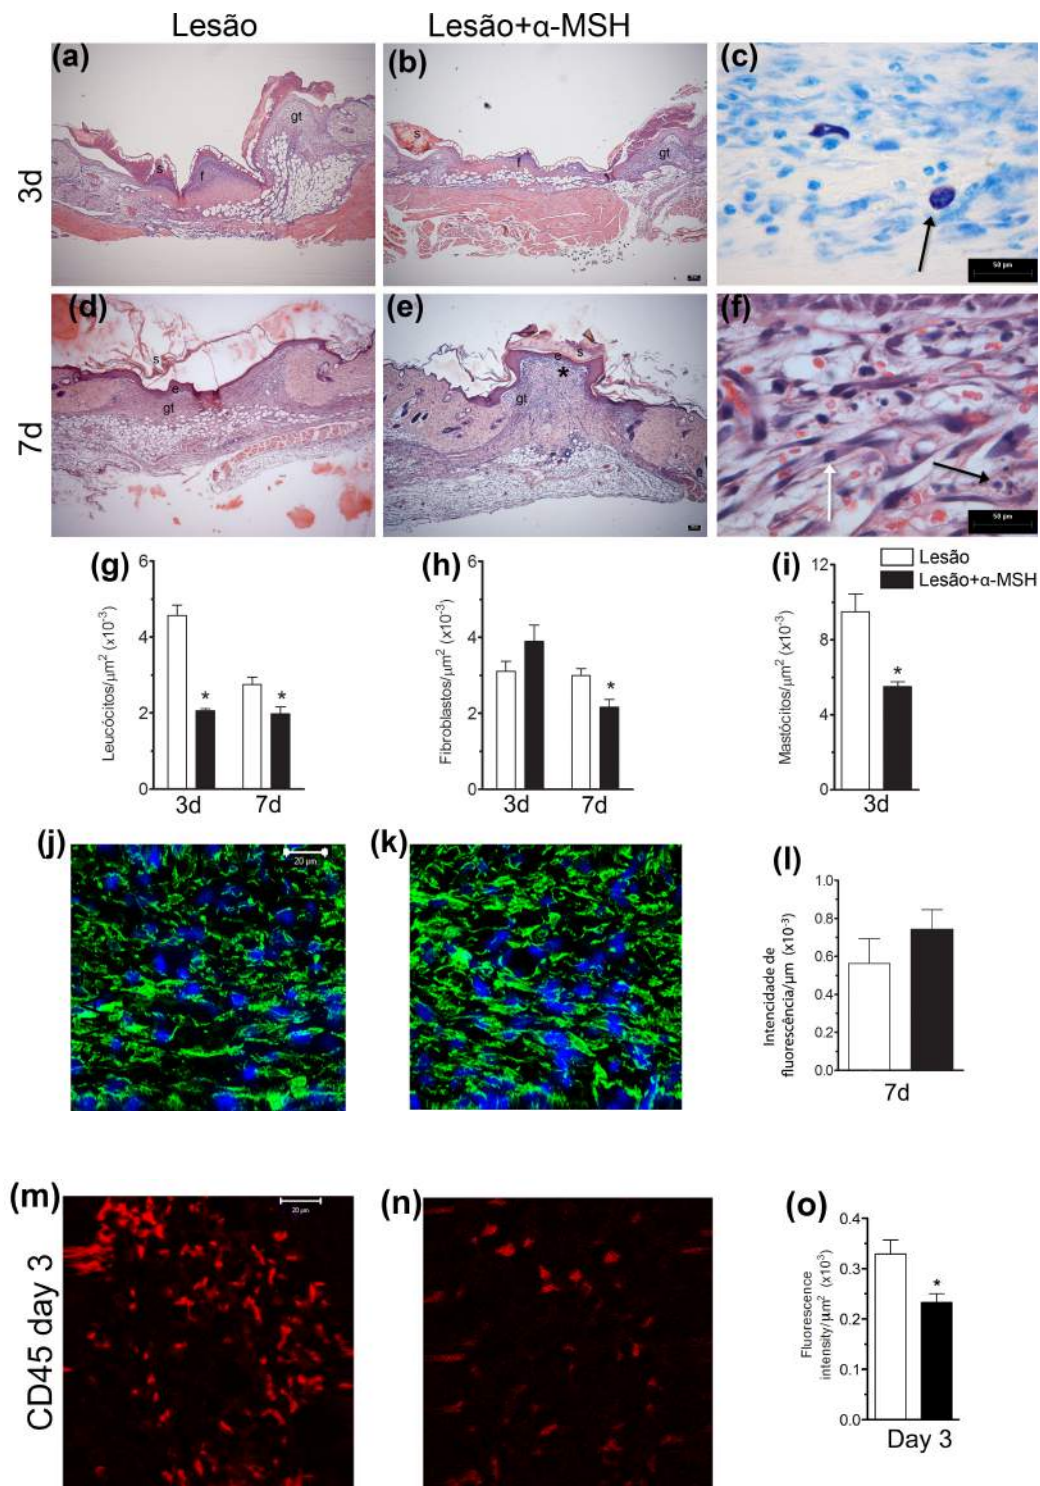 Lesão
Lesão+α-MSH
(a)
(b)
(c)
3d
gt
s
f
s
f
gt
50 µm
(d)
(e)
(f)
7d
s
e
gt
s
e
*
gt
50 µm
(g)
(h)
(i)
Lesão
Lesão+α-MSH
Leucócitos/µm² (x10⁻³)
6
4
2
0
*
*
3d
7d
Fibroblastos/µm² (x10⁻³)
6
4
2
0
*
3d
7d
Mastócitos/µm² (x10⁻³)
12
8
4
0
*
3d
(j)
20 µm
(k)
(l)
Intencidade de
fluorescência/µm (x10⁻³)
1.0
0.8
0.6
0.4
0.2
0.0
7d
(m)
20 µm
(n)
(o)
CD45 day 3
Fluorescence
intensity/µm² (x10³)
0.4
0.3
0.2
0.1
0.0
*
Day 3